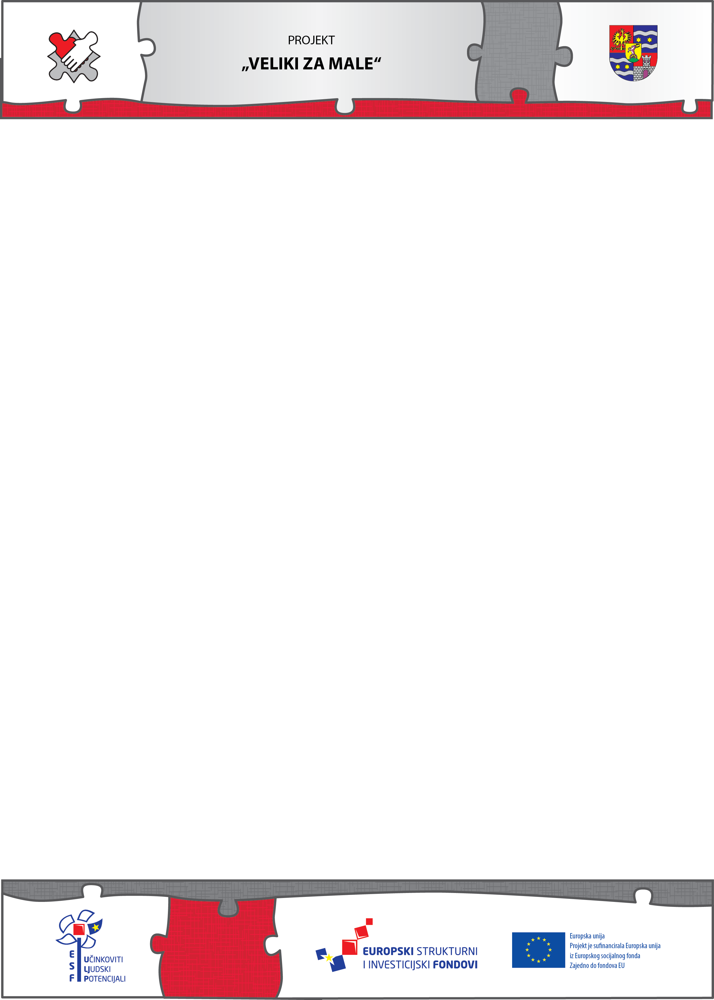 PROJEKT
„VELIKI ZA MALE“
E
S
F
UČINKOVITI
LJUDSKI
POTENCIJALI
EUROPSKI STRUKTURNI
I INVESTICIJSKI FONDOVI
Europska unija
Projekt je sufinancirala Europska unija
iz Europskog socijalnog fonda
Zajedno do fondova EU